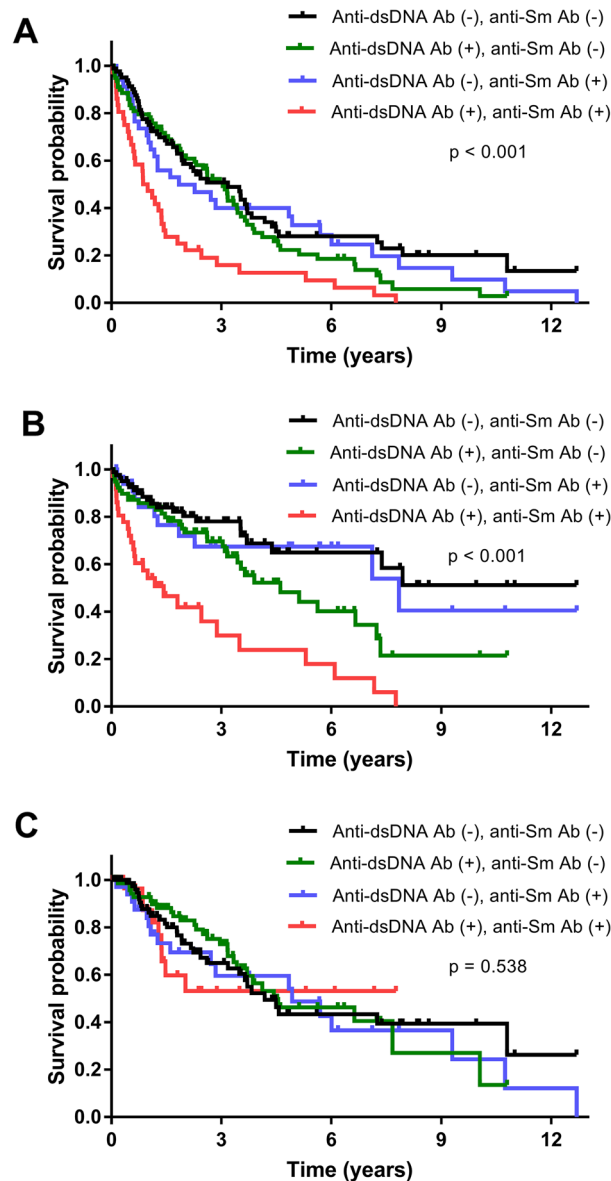 A
Anti-dsDNA Ab (-), anti-Sm Ab (-)
Anti-dsDNA Ab (+), anti-Sm Ab (-)
Anti-dsDNA Ab (-), anti-Sm Ab (+)
Anti-dsDNA Ab (+), anti-Sm Ab (+)
p < 0.001
Survival probability
1.0
0.8
0.6
0.4
0.2
0.0
0 3 6 9 12
Time (years)
B
Anti-dsDNA Ab (-), anti-Sm Ab (-)
Anti-dsDNA Ab (+), anti-Sm Ab (-)
Anti-dsDNA Ab (-), anti-Sm Ab (+)
Anti-dsDNA Ab (+), anti-Sm Ab (+)
p < 0.001
Survival probability
1.0
0.8
0.6
0.4
0.2
0.0
0 3 6 9 12
Time (years)
C
Anti-dsDNA Ab (-), anti-Sm Ab (-)
Anti-dsDNA Ab (+), anti-Sm Ab (-)
Anti-dsDNA Ab (-), anti-Sm Ab (+)
Anti-dsDNA Ab (+), anti-Sm Ab (+)
p = 0.538
Survival probability
1.0
0.8
0.6
0.4
0.2
0.0
0 3 6 9 12
Time (years)